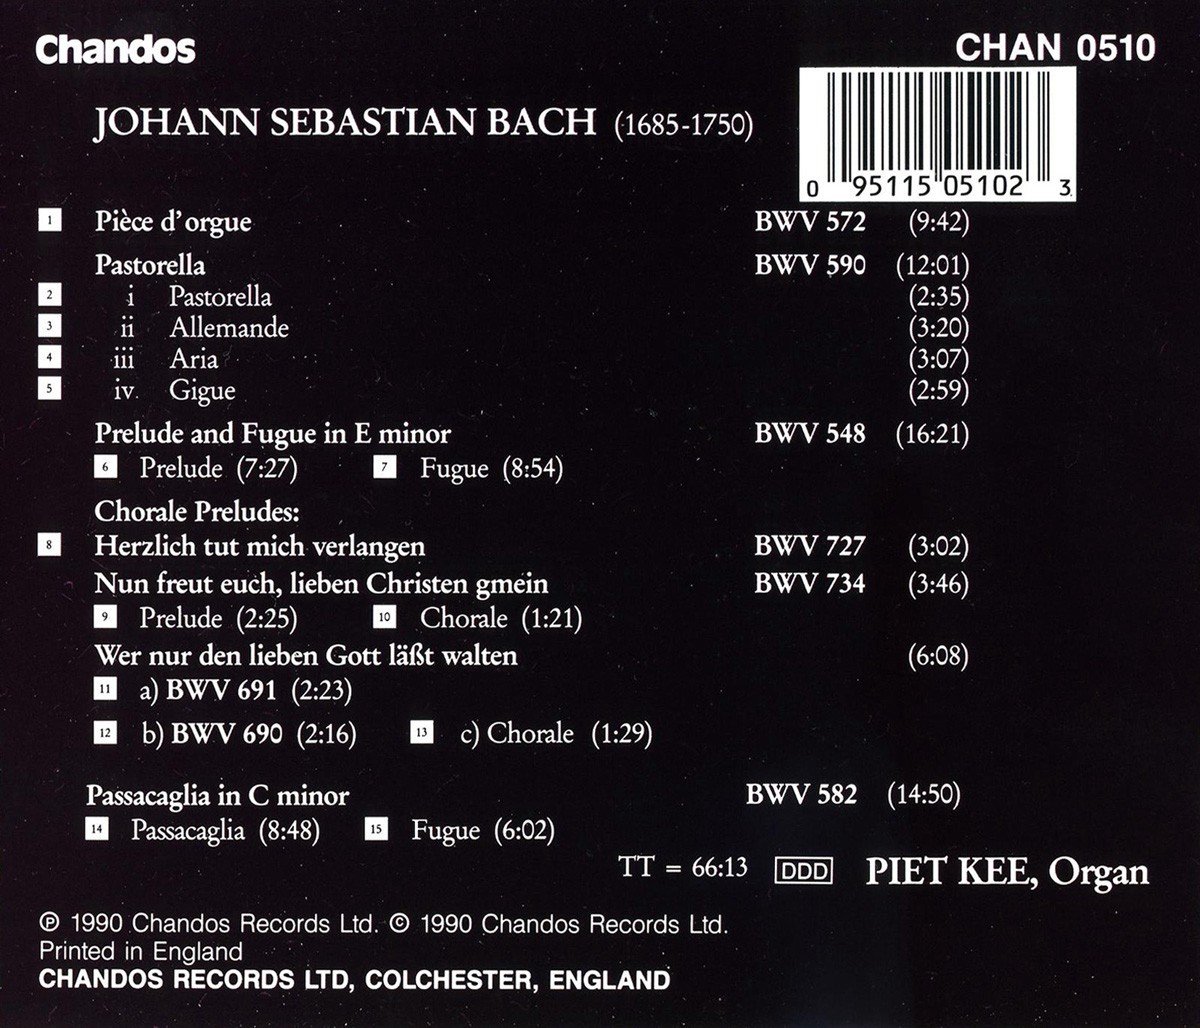 Chandos
CHAN 0510
JOHANN SEBASTIAN BACH (1685-1750)
0 95115 05102 3
1 Pièce d'orgue BWV 572 (9:42)
Pastorella BWV 590 (12:01)
2 i Pastorella (2:35)
3 ii Allemande (3:20)
4 iii Aria (3:07)
5 iv. Gigue (2:59)
Prelude and Fugue in E minor BWV 548 (16:21)
6 Prelude (7:27) 7 Fugue (8:54)
Chorale Preludes:
8 Herzlich tut mich verlangen BWV 727 (3:02)
Nun freut euch, lieben Christen gmein BWV 734 (3:46)
9 Prelude (2:25) 10 Chorale (1:21)
Wer nur den lieben Gott läßt walten (6:08)
11 a) BWV 691 (2:23)
12 b) BWV 690 (2:16) 13 c) Chorale (1:29)
Passacaglia in C minor BWV 582 (14:50)
14 Passacaglia (8:48) 15 Fugue (6:02)
TT = 66:13 DDD PIET KEE, Organ
℗ 1990 Chandos Records Ltd. © 1990 Chandos Records Ltd.
Printed in England
CHANDOS RECORDS LTD, COLCHESTER, ENGLAND